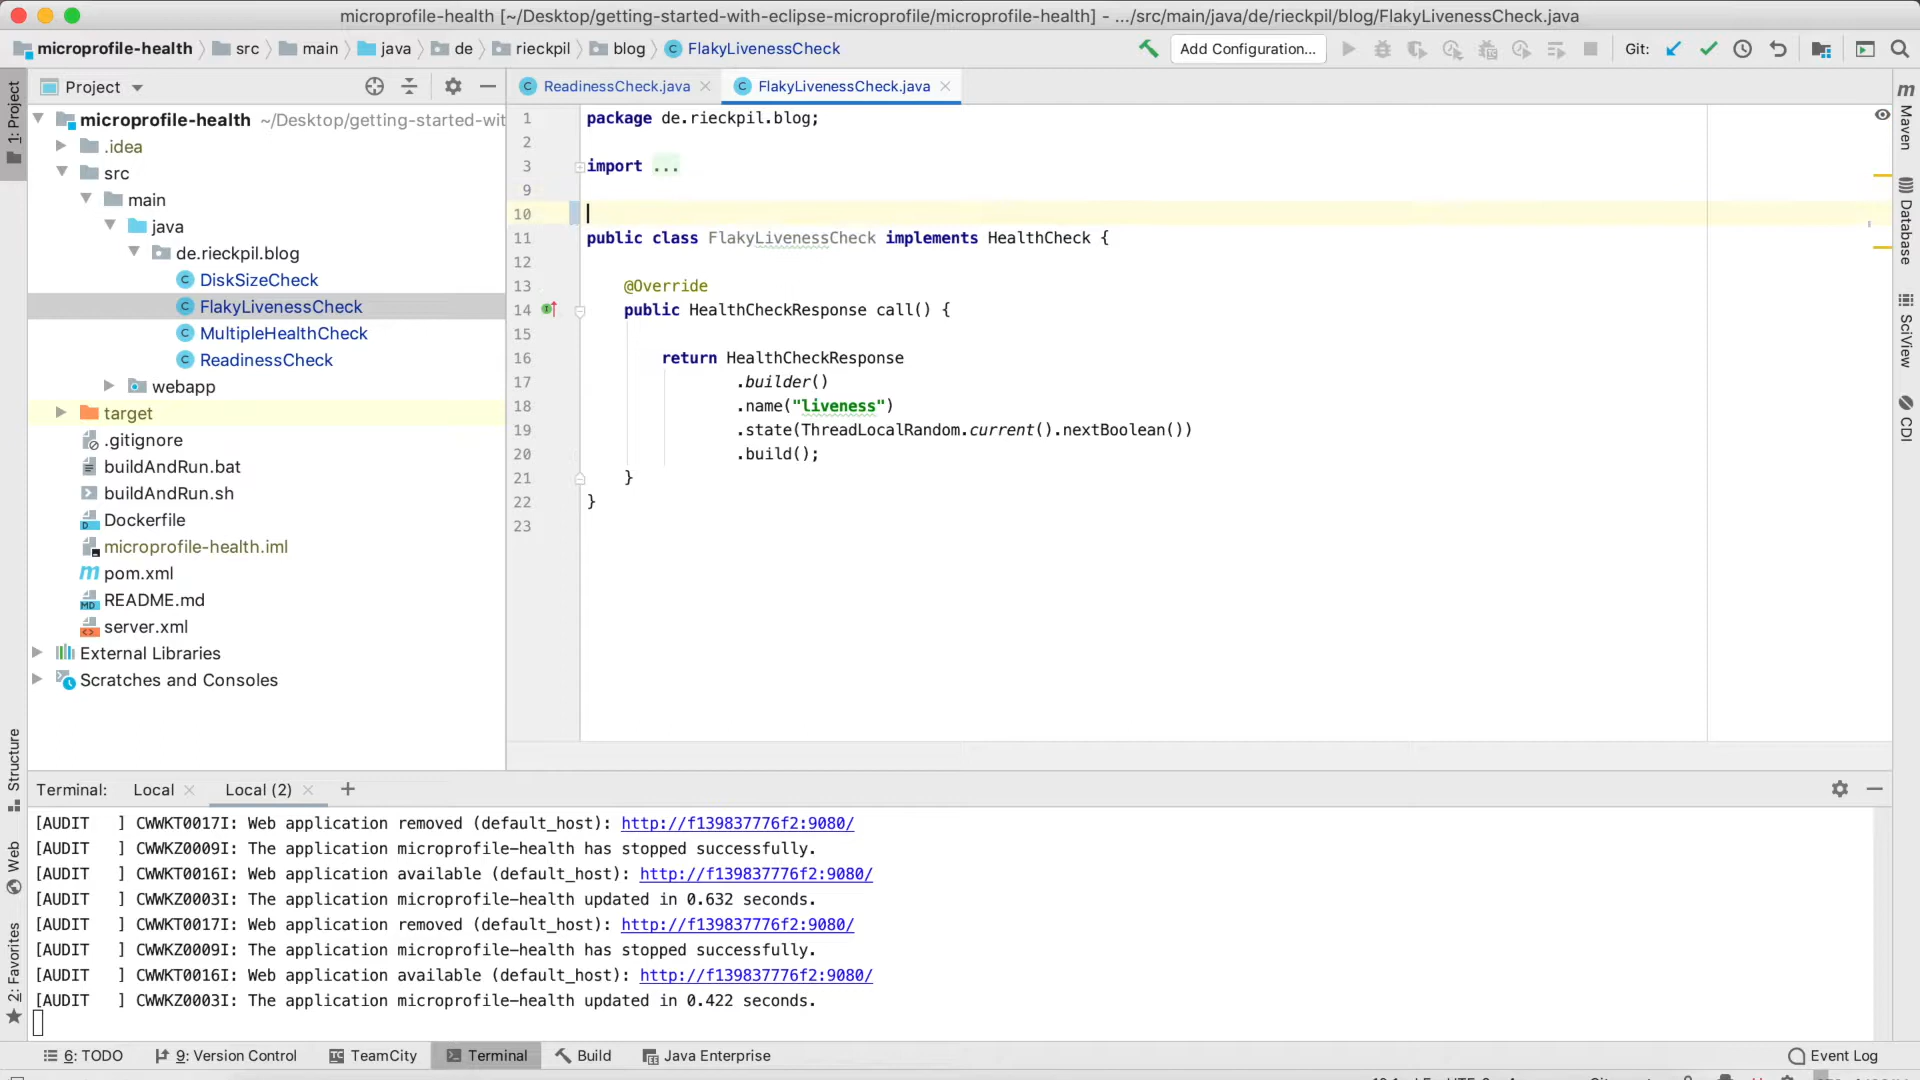 microprofile-health [~/Desktop/getting-started-with-eclipse-microprofile/microprofile-health] - .../src/main/java/de/rieckpil/blog/FlakyLivenessCheck.java
microprofile-health src main java de rieckpil blog FlakyLivenessCheck Add Configuration... Git:
Project
ReadinessCheck.java FlakyLivenessCheck.java
1: Project
microprofile-health ~/Desktop/getting-started-wit
.idea
src
main
java
de.rieckpil.blog
DiskSizeCheck
FlakyLivenessCheck
MultipleHealthCheck
ReadinessCheck
webapp
target
.gitignore
buildAndRun.bat
buildAndRun.sh
Dockerfile
microprofile-health.iml
pom.xml
README.md
server.xml
External Libraries
Scratches and Consoles
1 package de.rieckpil.blog;
2
3 import ...
9
10
11 public class FlakyLivenessCheck implements HealthCheck {
12
13 @Override
14 public HealthCheckResponse call() {
15
16 return HealthCheckResponse
17 .builder()
18 .name("liveness")
19 .state(ThreadLocalRandom.current().nextBoolean())
20 .build();
21 }
22 }
23
Maven
Database
SciView
CDI
Structure
Web
2: Favorites
Terminal: Local Local (2)
[AUDIT ] CWWKT0017I: Web application removed (default_host): http://f139837776f2:9080/
[AUDIT ] CWWKZ0009I: The application microprofile-health has stopped successfully.
[AUDIT ] CWWKT0016I: Web application available (default_host): http://f139837776f2:9080/
[AUDIT ] CWWKZ0003I: The application microprofile-health updated in 0.632 seconds.
[AUDIT ] CWWKT0017I: Web application removed (default_host): http://f139837776f2:9080/
[AUDIT ] CWWKZ0009I: The application microprofile-health has stopped successfully.
[AUDIT ] CWWKT0016I: Web application available (default_host): http://f139837776f2:9080/
[AUDIT ] CWWKZ0003I: The application microprofile-health updated in 0.422 seconds.
6: TODO 9: Version Control TeamCity Terminal Build Java Enterprise Event Log